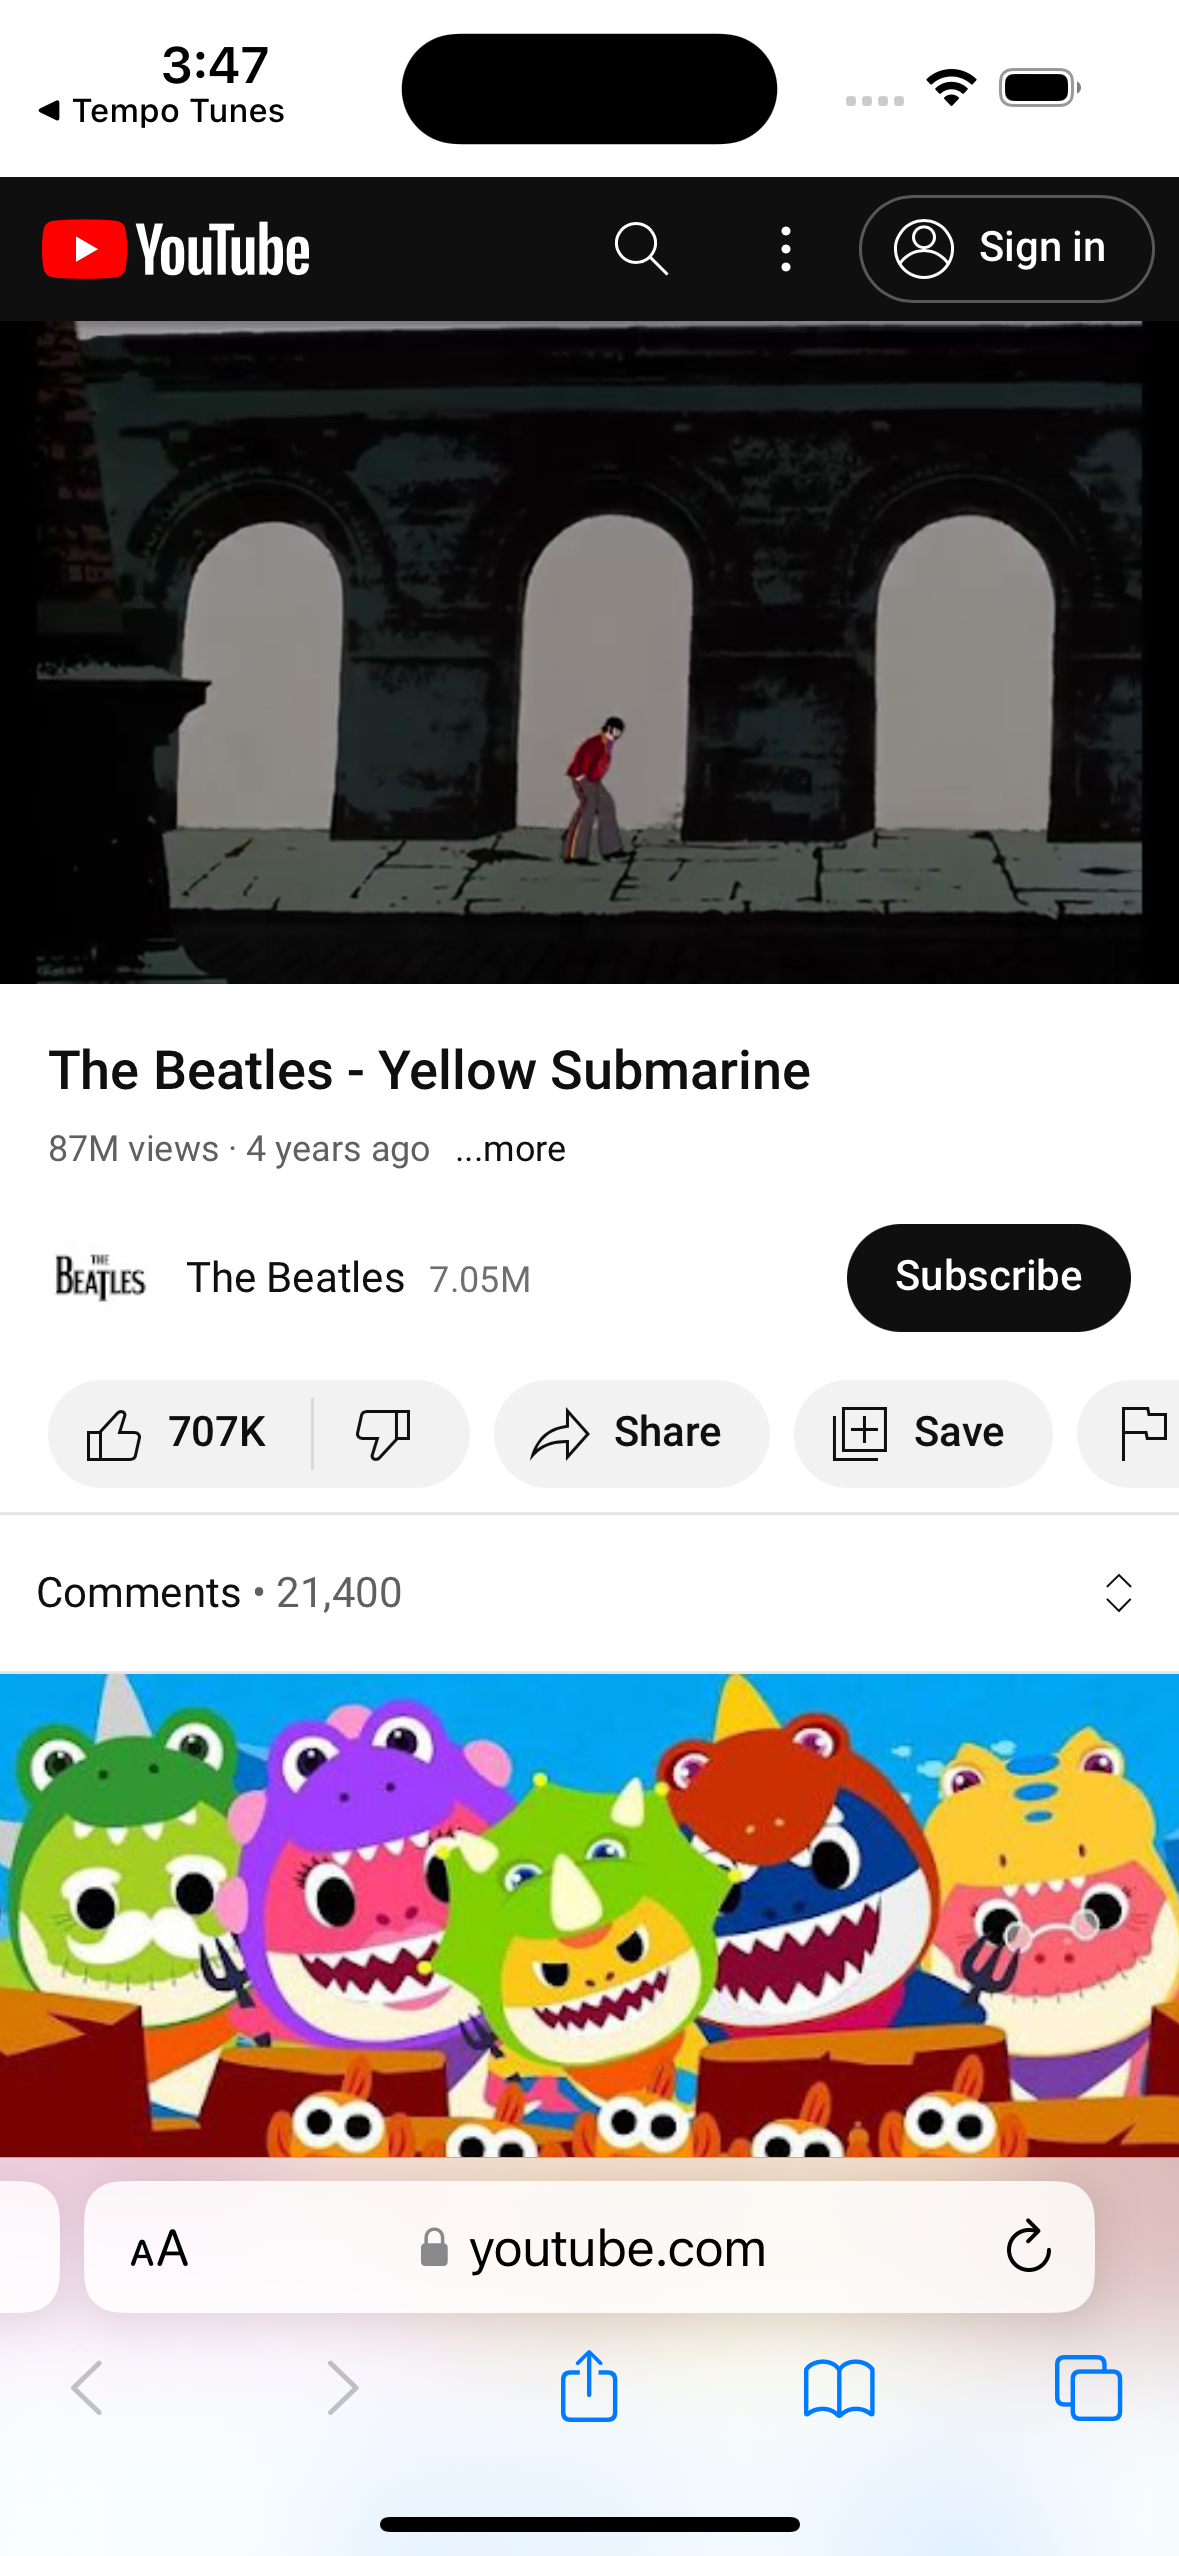 3:47
Tempo Tunes
YouTube
Sign in
The Beatles - Yellow Submarine
87M views · 4 years ago ...more
THE
BEATLES
The Beatles 7.05M
Subscribe
707K
Share
Save
Comments • 21,400
AA
youtube.com